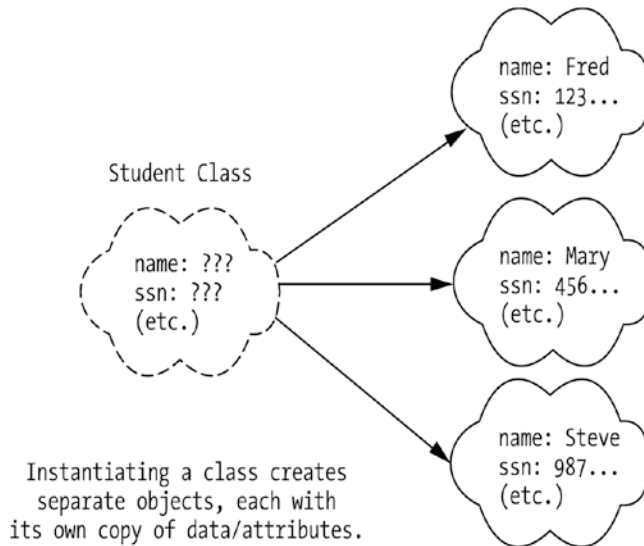 Student Class
name: ???
ssn: ???
(etc.)
name: Fred
ssn: 123...
(etc.)
name: Mary
ssn: 456...
(etc.)
name: Steve
ssn: 987...
(etc.)
Instantiating a class creates
separate objects, each with
its own copy of data/attributes.